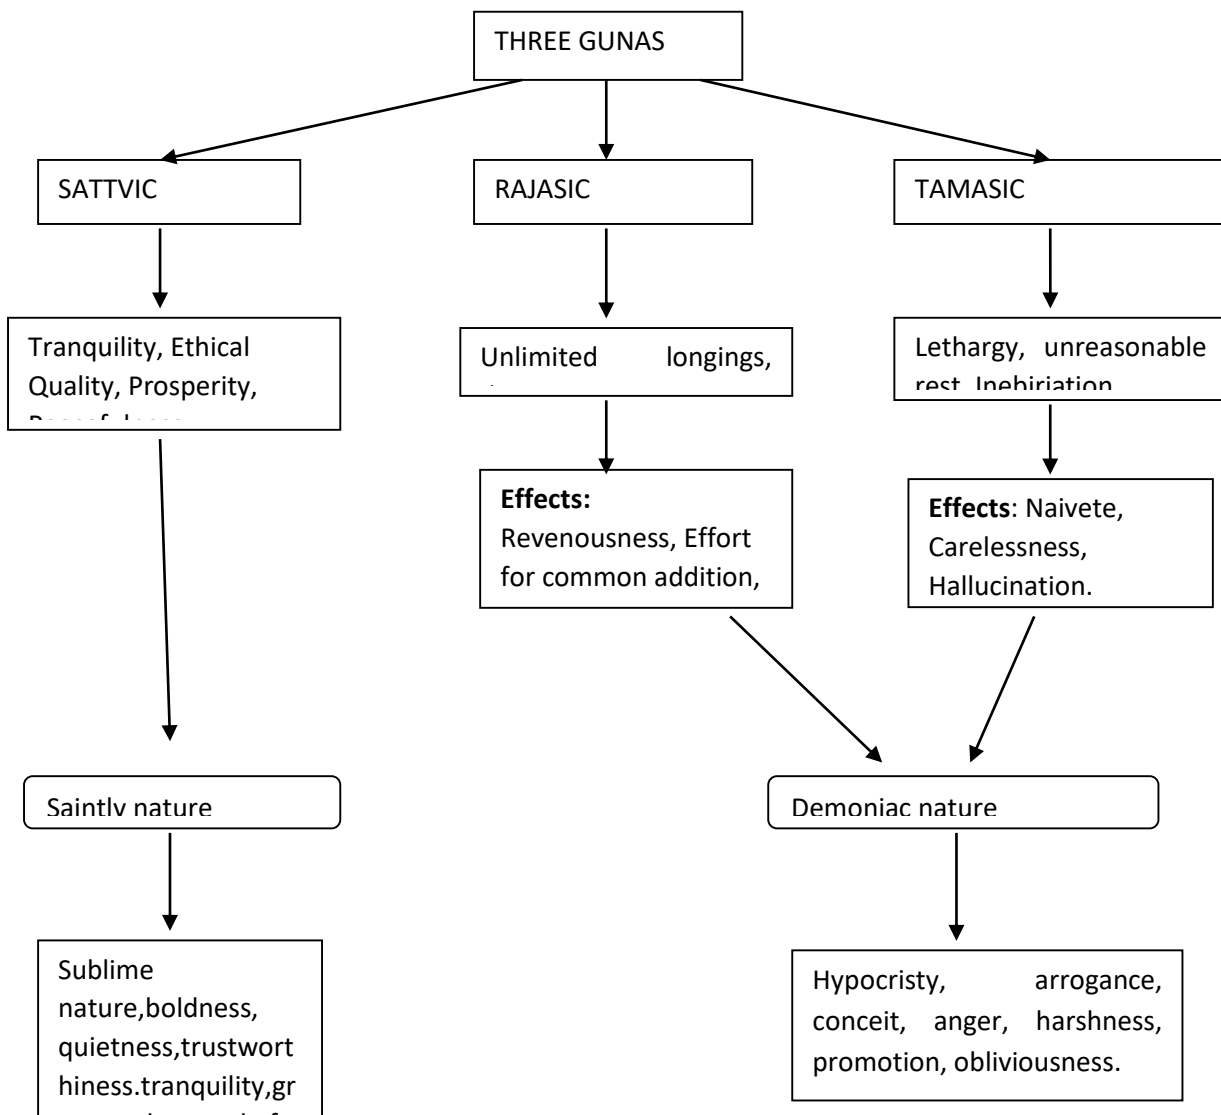 THREE GUNAS
SATTVIC
RAJASIC
TAMASIC
Tranquility, Ethical
Quality, Prosperity,
Unlimited longings,
Lethargy, unreasonable
rest, Inebiriation
Effects:
Revenousness, Effort
for common addition,
Effects: Naivete,
Carelessness,
Hallucination.
Saintly nature
Demoniac nature
Sublime
nature,boldness,
quietness,trustwort
hiness.tranquility,gr
Hypocristy, arrogance,
conceit, anger, harshness,
promotion, obliviousness.